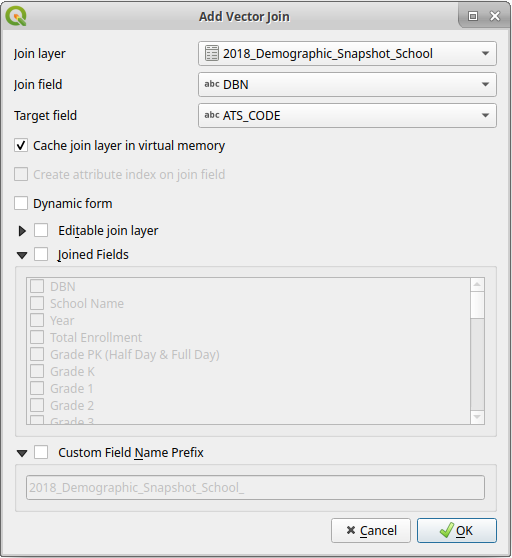 Add Vector Join
Join layer 2018_Demographic_Snapshot_School
Join field abc DBN
Target field abc ATS_CODE
Cache join layer in virtual memory
Create attribute index on join field
Dynamic form
Editable join layer
Joined Fields
DBN
School Name
Year
Total Enrollment
Grade PK (Half Day & Full Day)
Grade K
Grade 1
Grade 2
Grade 3
Custom Field Name Prefix
2018_Demographic_Snapshot_School_
Cancel OK